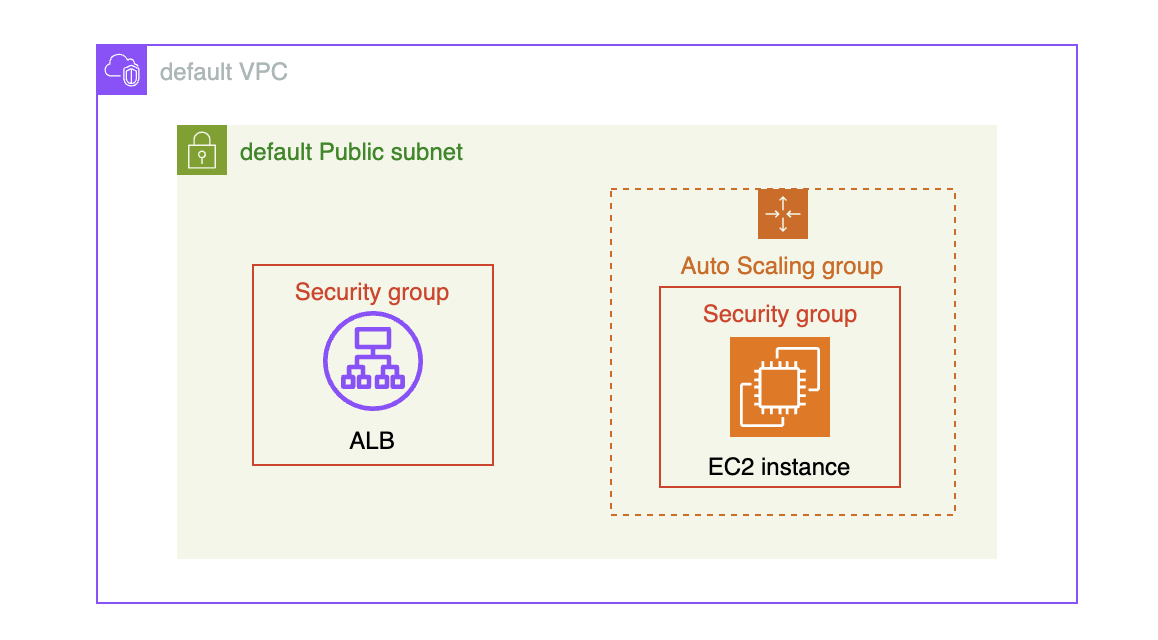 default VPC
default Public subnet
Auto Scaling group
Security group
ALB
Security group
EC2 instance